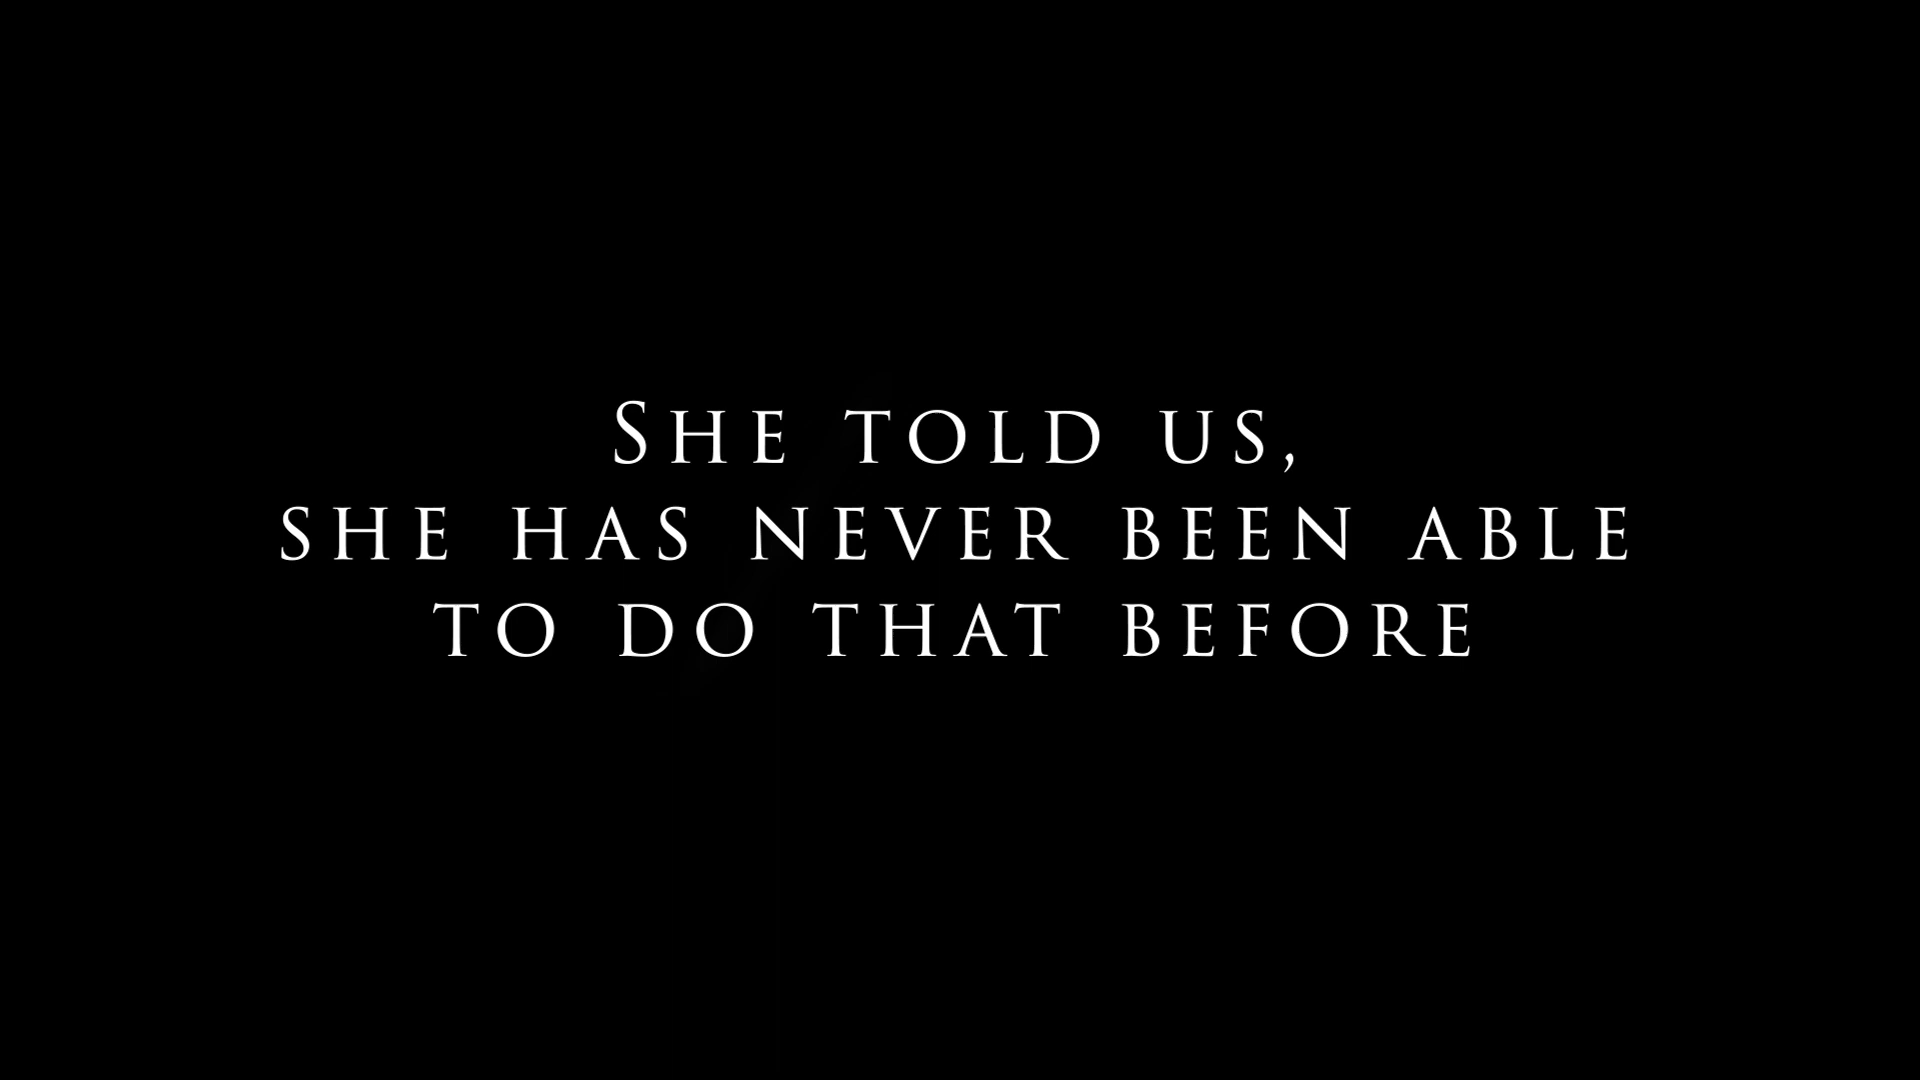 She told us,
she has never been able
to do that before